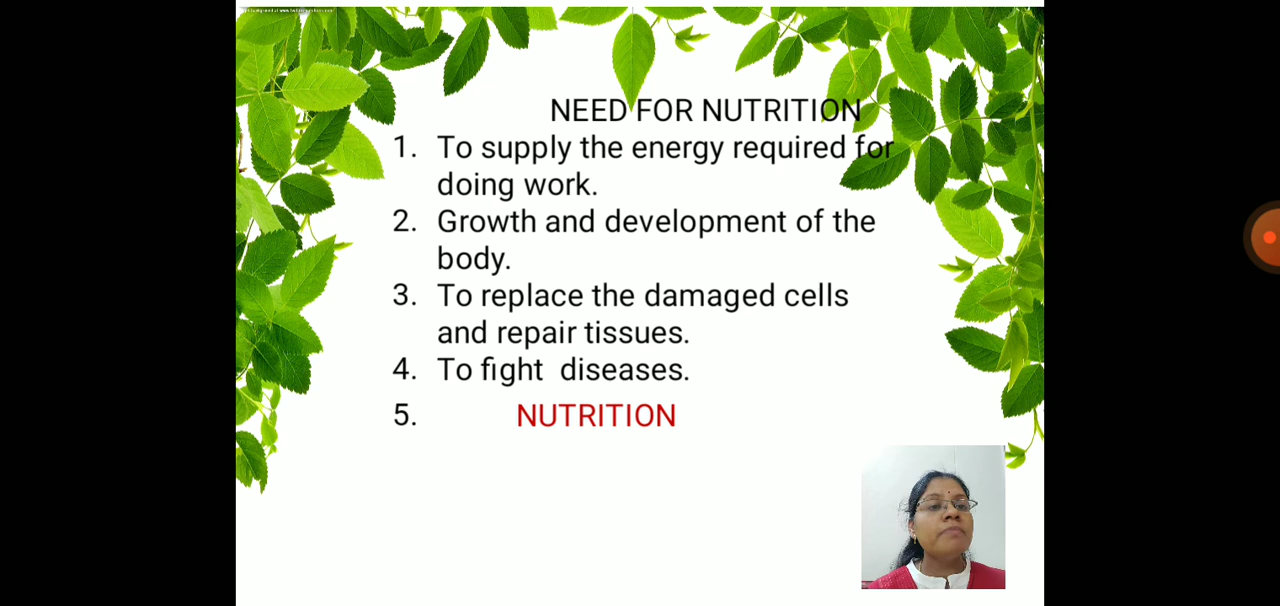 NEED FOR NUTRITION
1. To supply the energy required for
doing work.
2. Growth and development of the
body.
3. To replace the damaged cells
and repair tissues.
4. To fight  diseases.
5. NUTRITION